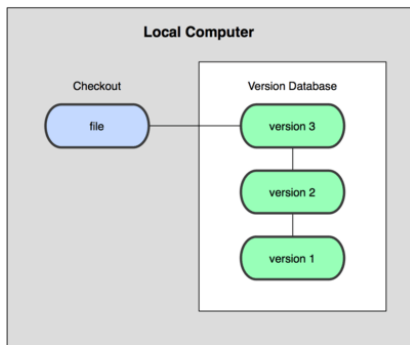 Local Computer
Checkout
Version Database
file
version 3
version 2
version 1